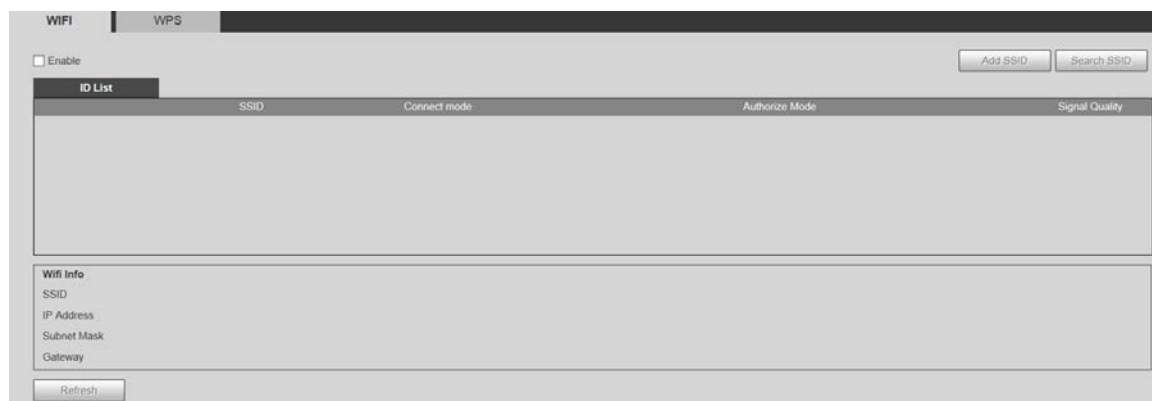 WIFI WPS
Enable Add SSID Search SSID
ID List
SSID Connect mode Authorize Mode Signal Quality
Wifi Info
SSID
IP Address
Subnet Mask
Gateway
Refresh